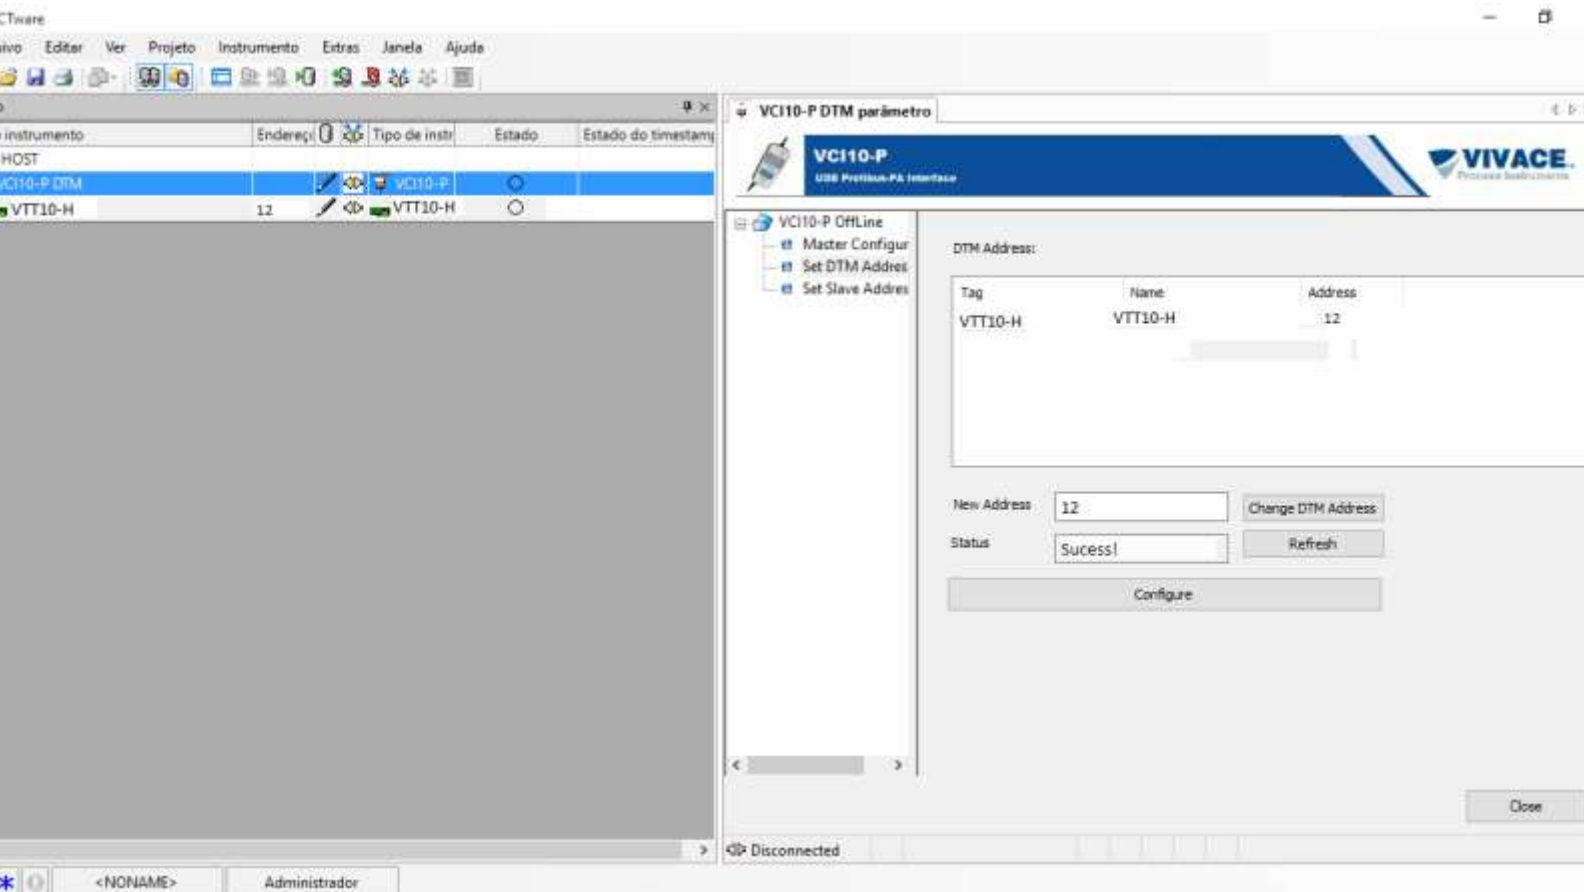 CTware
ivo Editar Ver Projeto Instrumento Extras Janela Ajuda
instrumento Endereço Tipo de instr Estado Estado do timestamp
HOST
VCI10-P DTM VCI10-P
VTT10-H 12 VTT10-H
VCI10-P DTM parâmetro
VCI10-P
USB Profibus-PA Interface
VIVACE
Process Instruments
VCI10-P OffLine
Master Configur
Set DTM Addres
Set Slave Addres
DTM Address:
Tag Name Address
VTT10-H VTT10-H 12
New Address 12 Change DTM Address
Status Sucess! Refresh
Configure
Close
Disconnected
<NONAME> Administrador